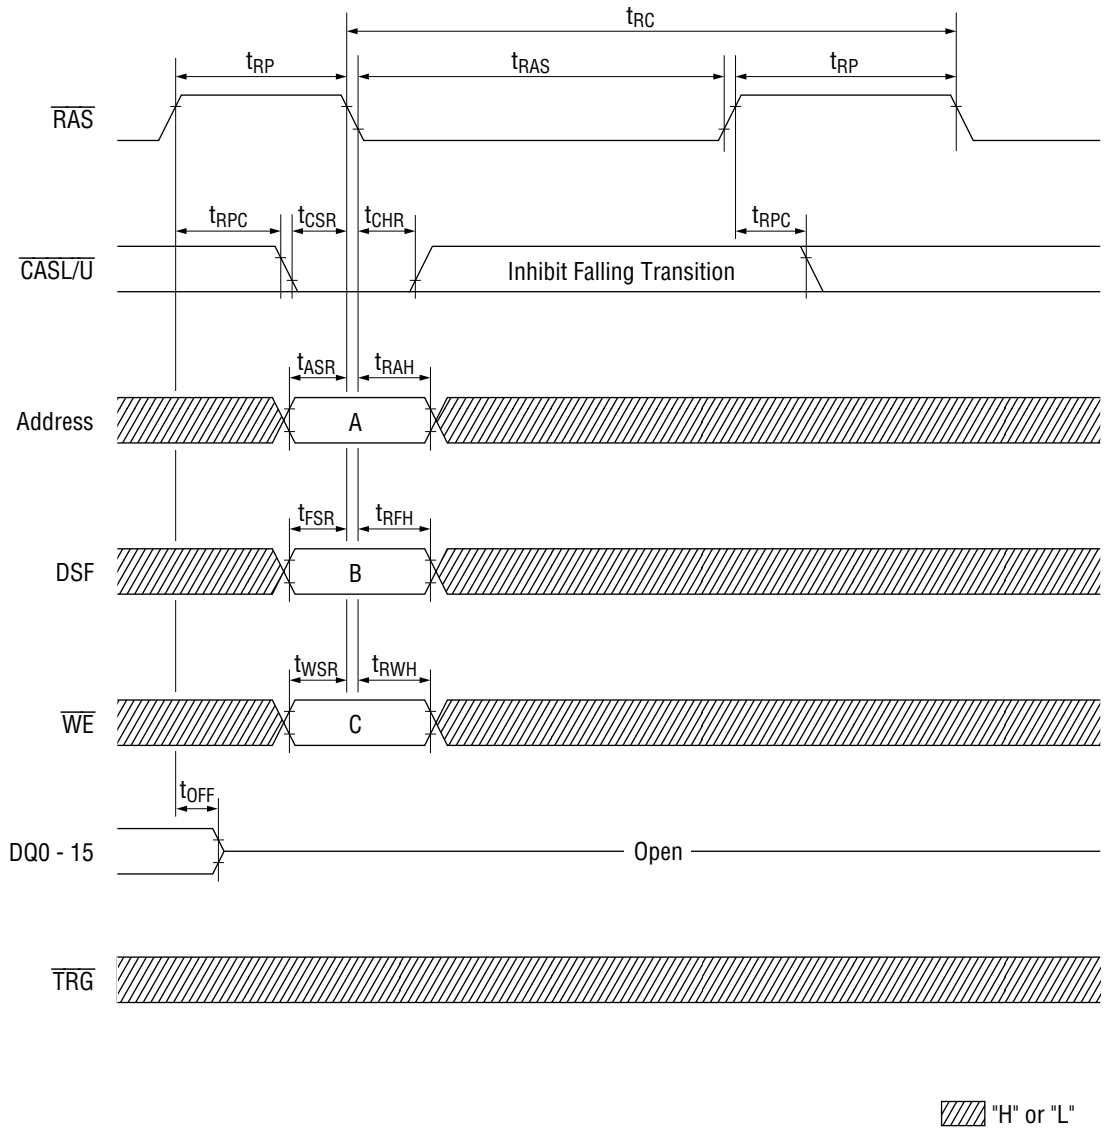 tRC
tRP tRAS tRP
RAS
tRPC tCSR tCHR tRPC
CASL/U Inhibit Falling Transition
tASR tRAH
Address A
tFSR tRFH
DSF B
tWSR tRWH
WE C
tOFF
DQ0 - 15 Open
TRG
"H" or "L"